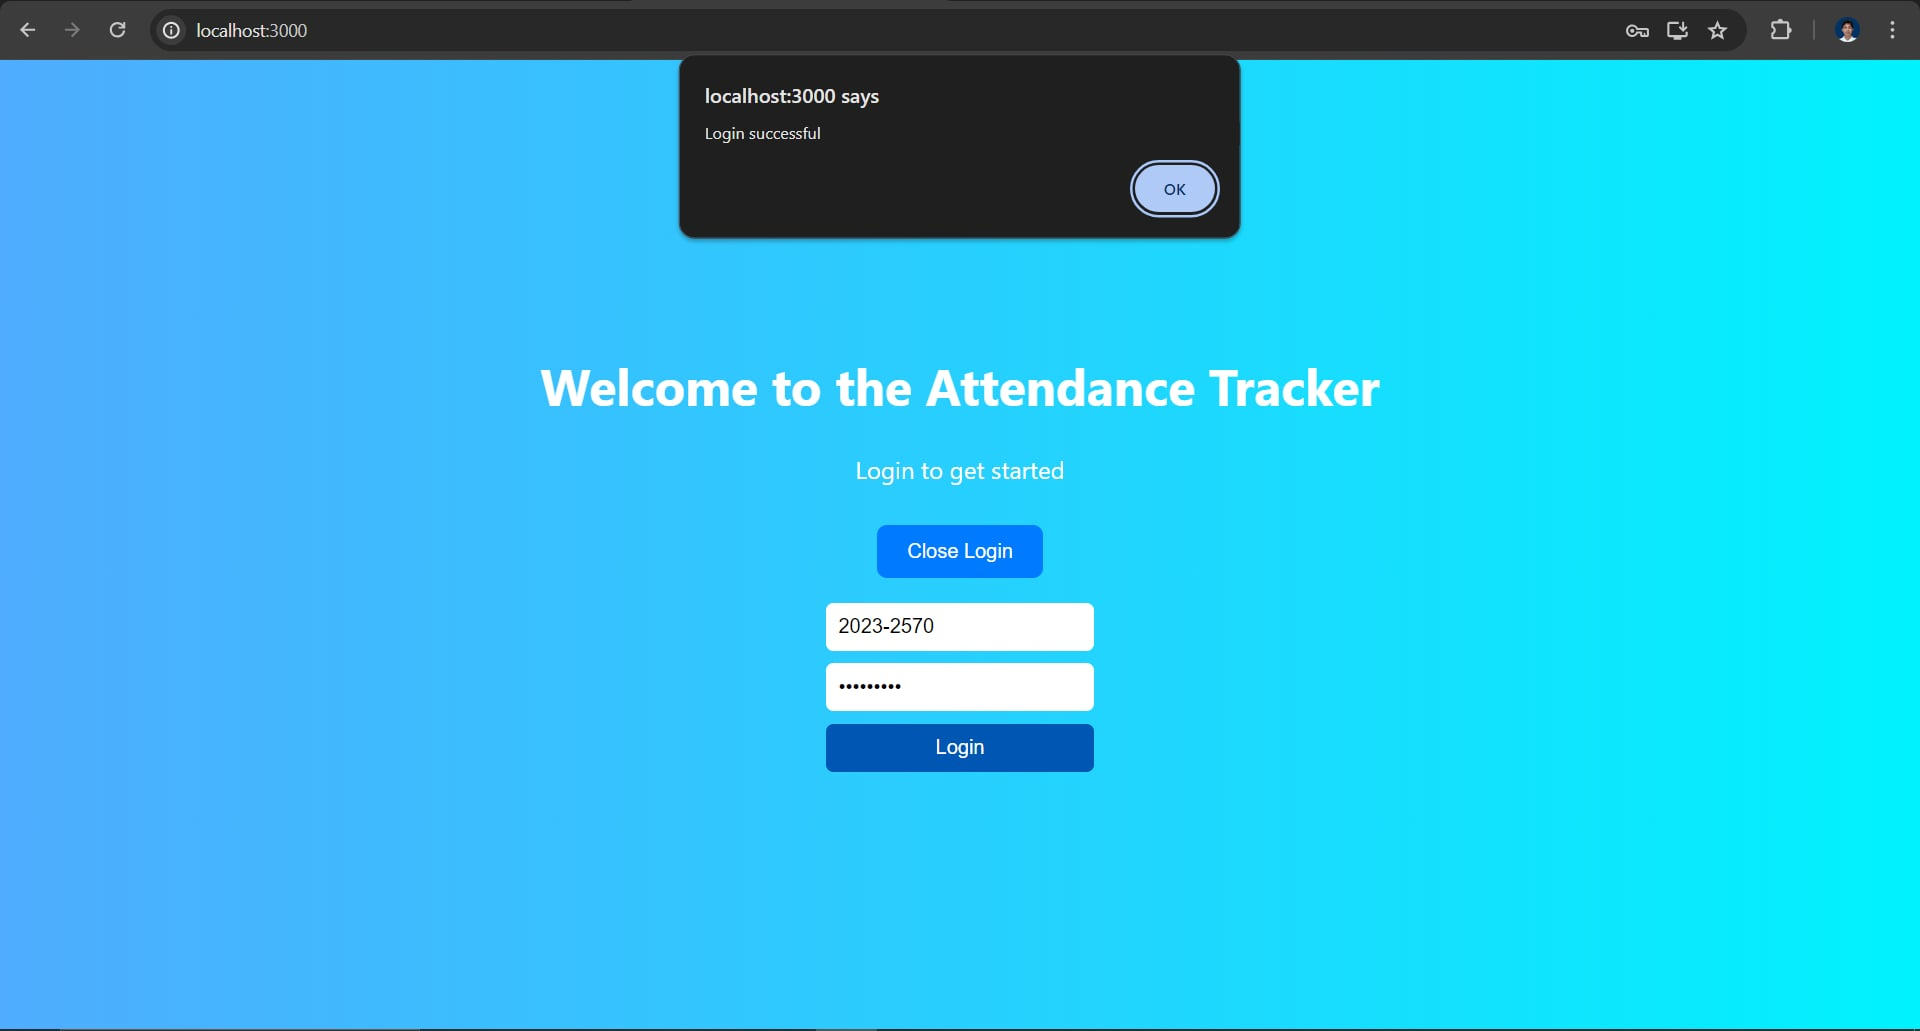 localhost:3000
localhost:3000 says
Login successful
OK
Welcome to the Attendance Tracker
Login to get started
Close Login
2023-2570
•••••••••
Login